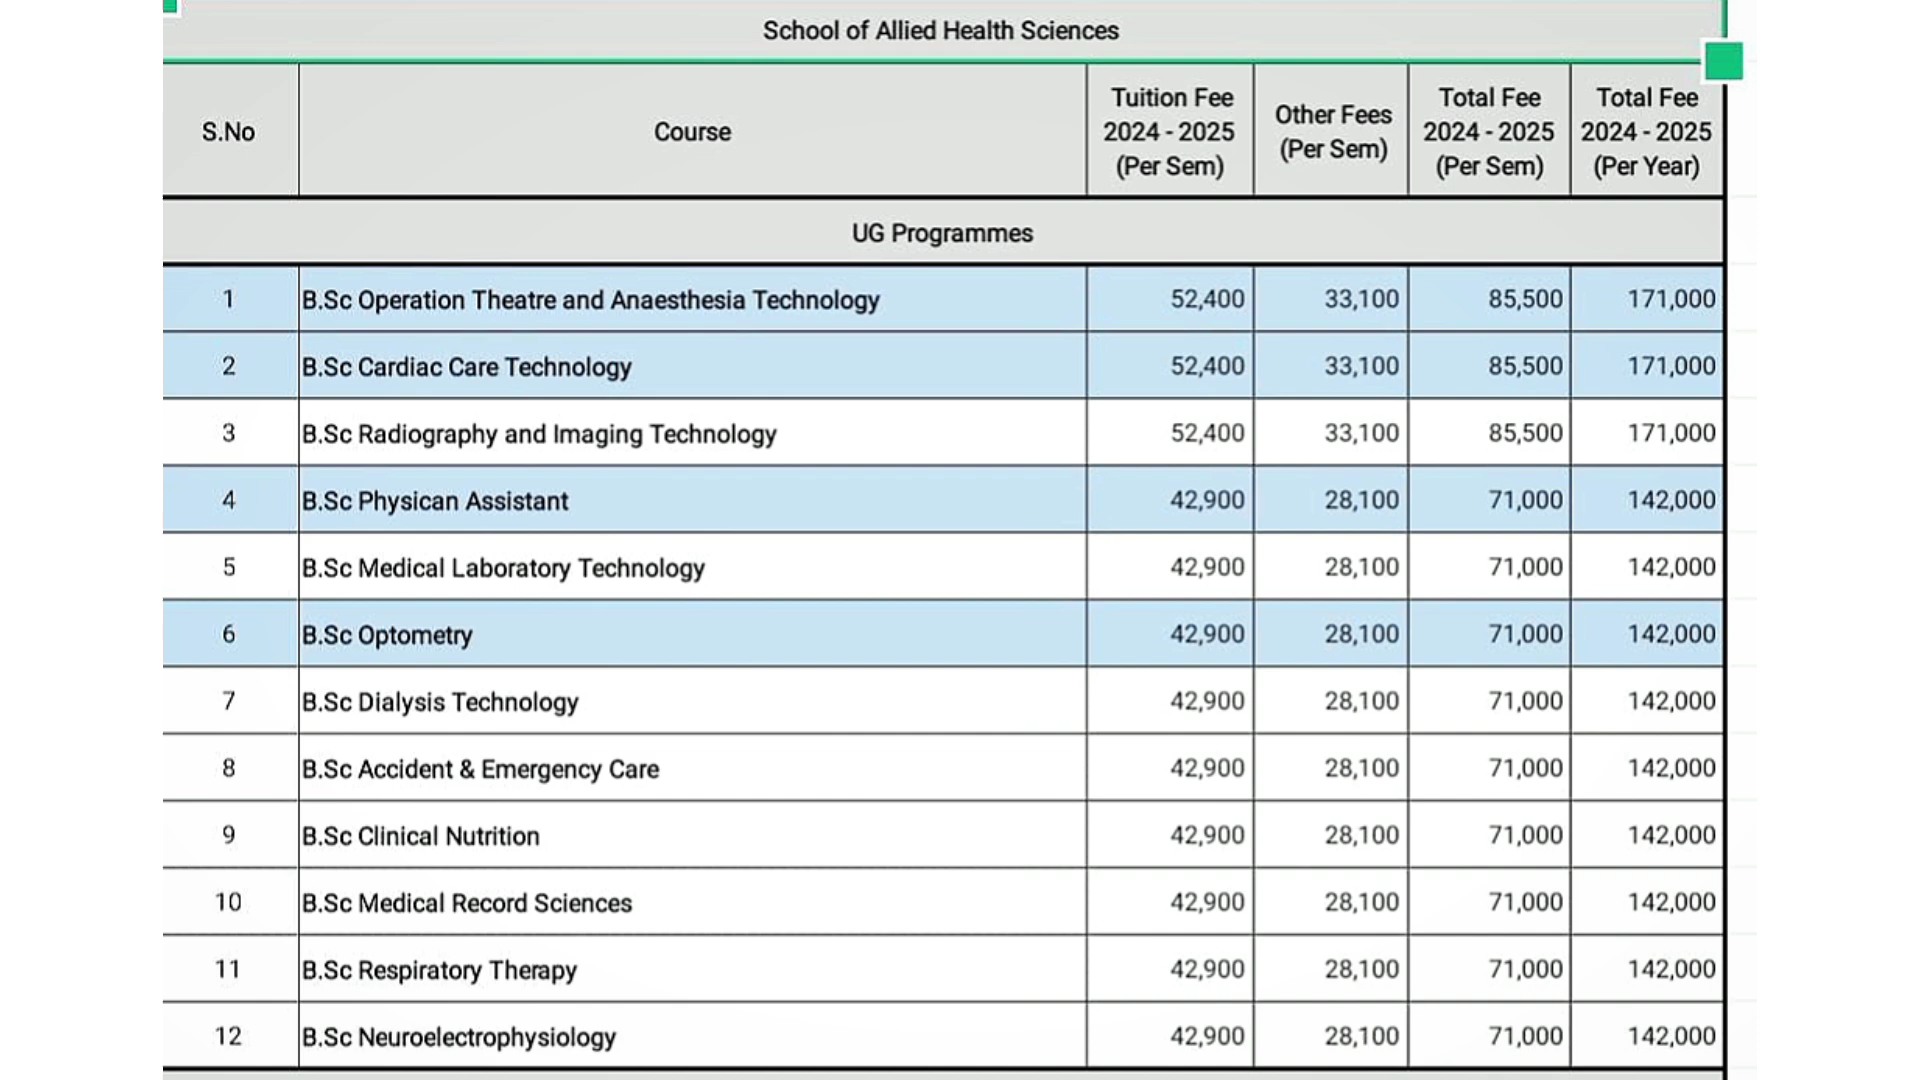 School of Allied Health Sciences
S.No Course Tuition Fee 2024 - 2025 (Per Sem) Other Fees (Per Sem) Total Fee 2024 - 2025 (Per Sem) Total Fee 2024 - 2025 (Per Year)
UG Programmes
1 B.Sc Operation Theatre and Anaesthesia Technology 52,400 33,100 85,500 171,000
2 B.Sc Cardiac Care Technology 52,400 33,100 85,500 171,000
3 B.Sc Radiography and Imaging Technology 52,400 33,100 85,500 171,000
4 B.Sc Physican Assistant 42,900 28,100 71,000 142,000
5 B.Sc Medical Laboratory Technology 42,900 28,100 71,000 142,000
6 B.Sc Optometry 42,900 28,100 71,000 142,000
7 B.Sc Dialysis Technology 42,900 28,100 71,000 142,000
8 B.Sc Accident & Emergency Care 42,900 28,100 71,000 142,000
9 B.Sc Clinical Nutrition 42,900 28,100 71,000 142,000
10 B.Sc Medical Record Sciences 42,900 28,100 71,000 142,000
11 B.Sc Respiratory Therapy 42,900 28,100 71,000 142,000
12 B.Sc Neuroelectrophysiology 42,900 28,100 71,000 142,000